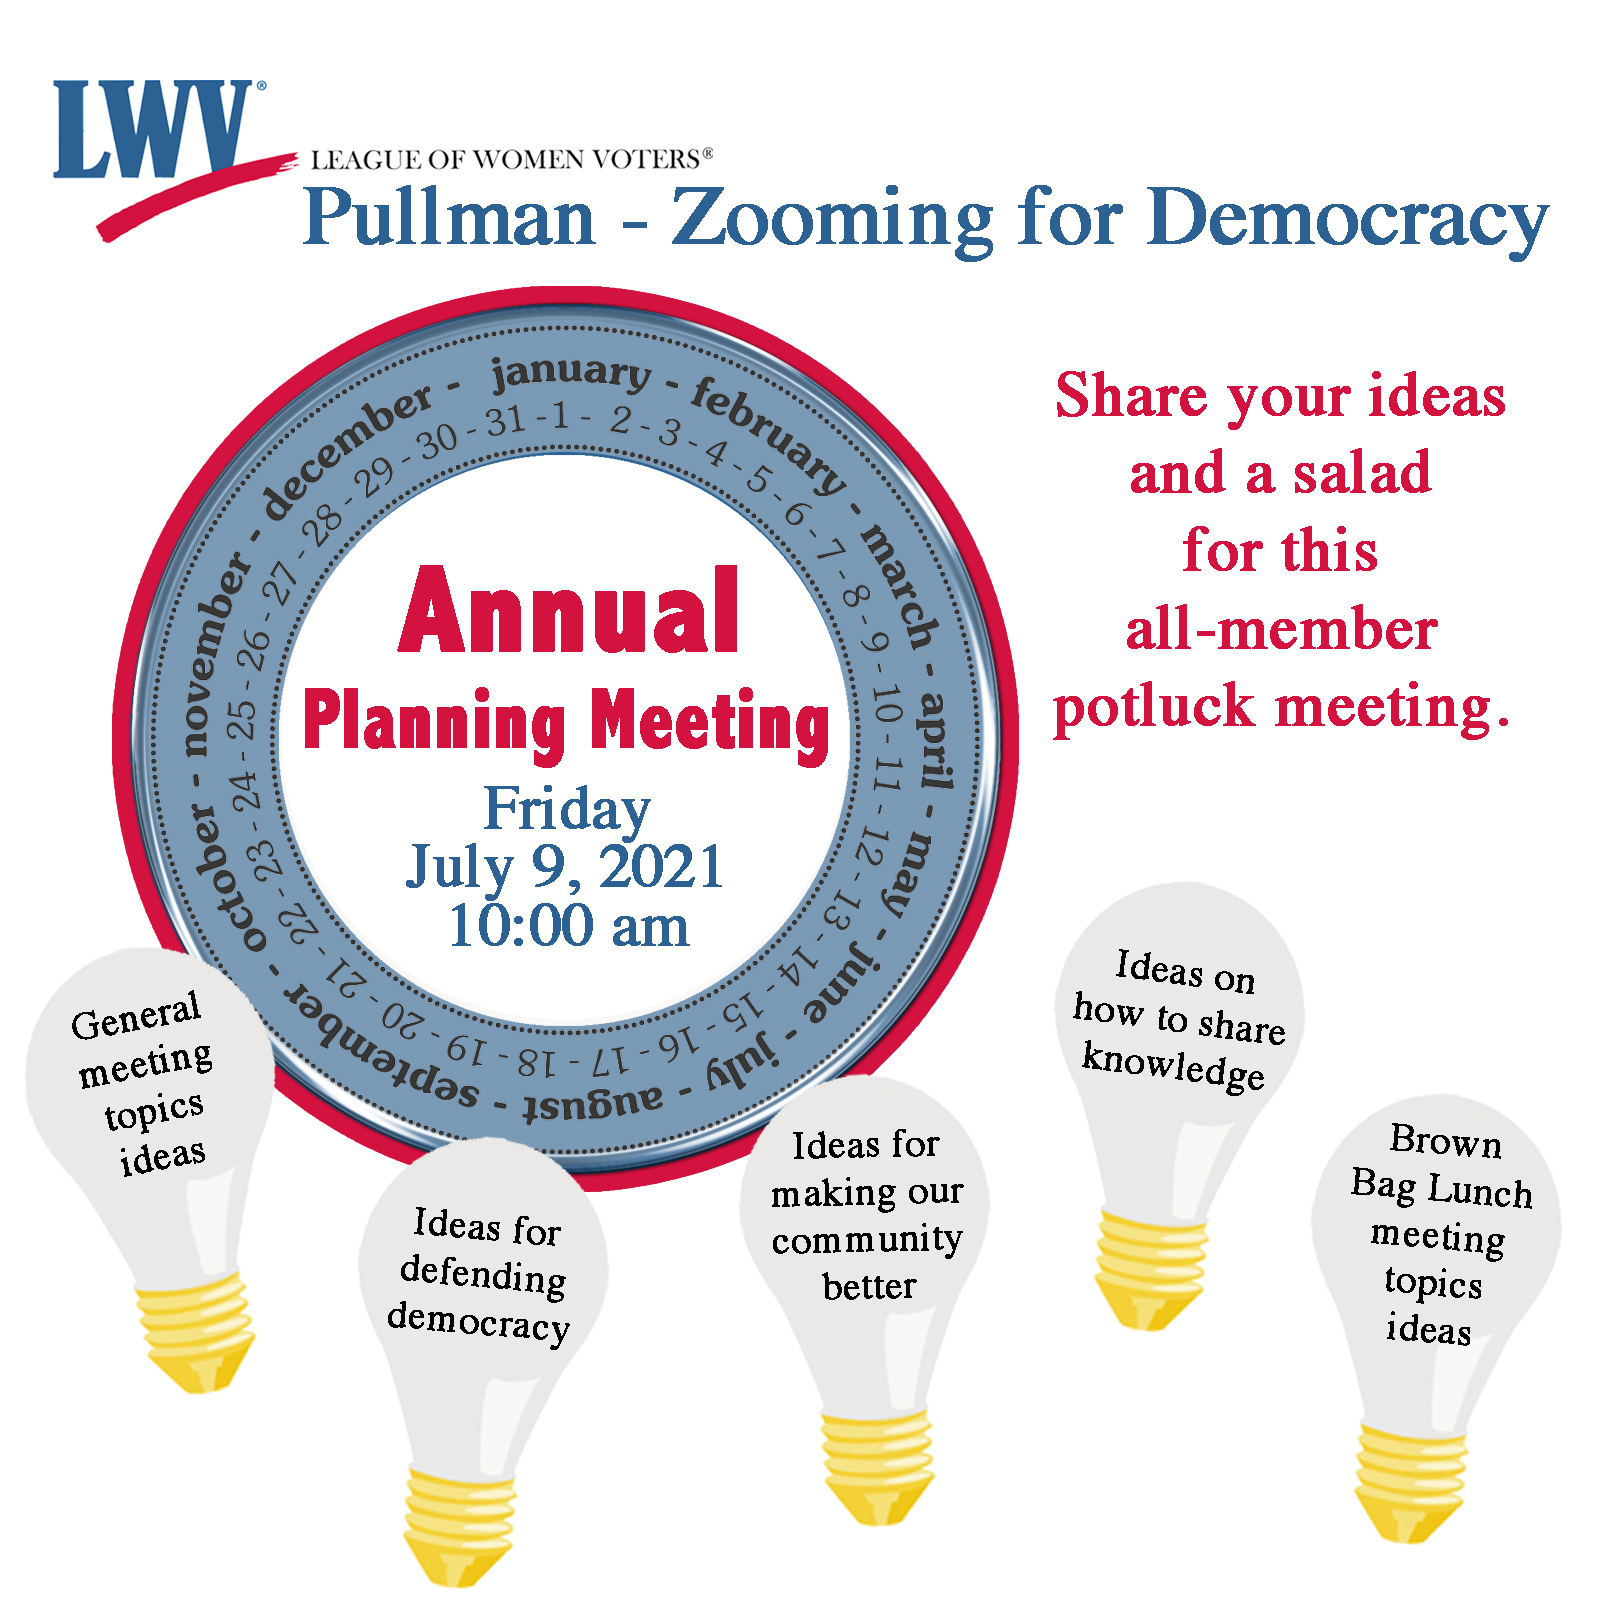 LWV®
LEAGUE OF WOMEN VOTERS®
Pullman - Zooming for Democracy
january - february - march - april - may - june - july - august - september - october - november - december -
1 - 2 - 3 - 4 - 5 - 6 - 7 - 8 - 9 - 10 - 11 - 12 - 13 - 14 - 15 - 16 - 17 - 18 - 19 - 20 - 21 - 22 - 23 - 24 - 25 - 26 - 27 - 28 - 29 - 30 - 31 -
Annual
Planning Meeting
Friday
July 9, 2021
10:00 am
Share your ideas
and a salad
for this
all-member
potluck meeting.
General
meeting
topics
ideas
Ideas for
defending
democracy
Ideas for
making our
community
better
Ideas on
how to share
knowledge
Brown
Bag Lunch
meeting
topics
ideas